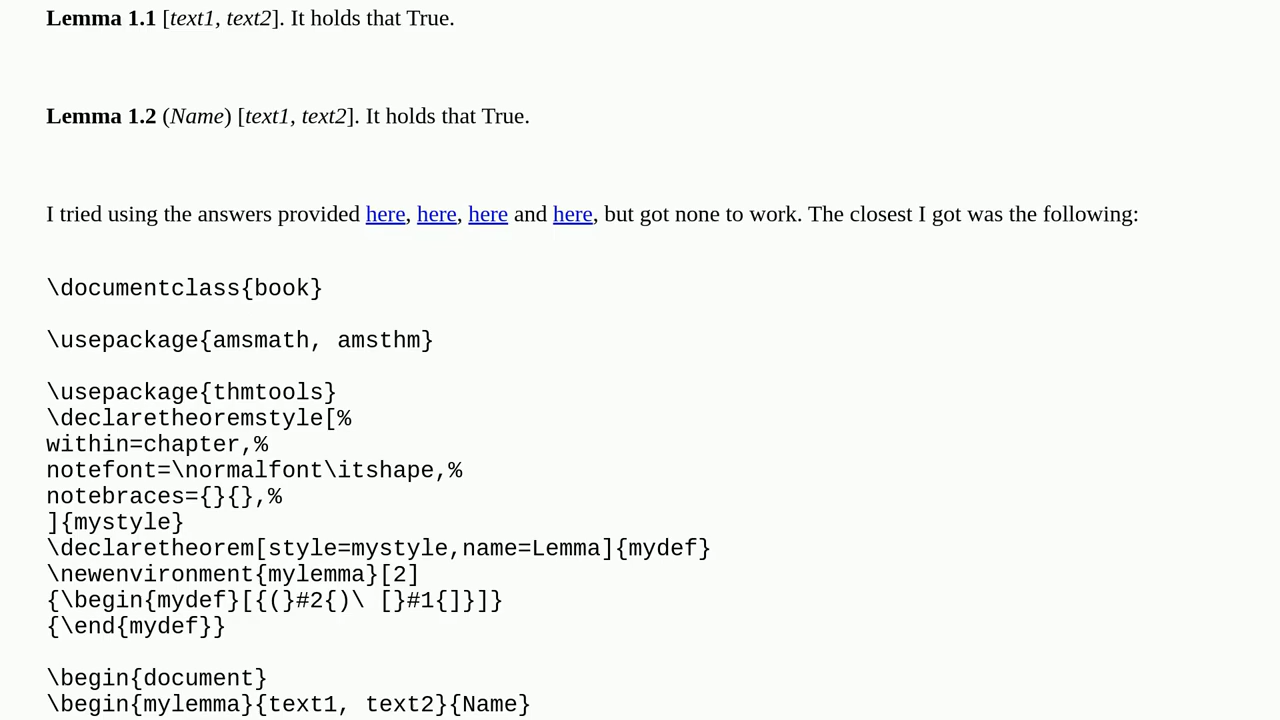 Lemma 1.1 [text1, text2]. It holds that True.
Lemma 1.2 (Name) [text1, text2]. It holds that True.
I tried using the answers provided here, here, here and here, but got none to work. The closest I got was the following:
\documentclass{book}
\usepackage{amsmath, amsthm}
\usepackage{thmtools}
\declaretheoremstyle[%
within=chapter,%
notefont=\normalfont\itshape,%
notebraces={}{},%
]{mystyle}
\declaretheorem[style=mystyle,name=Lemma]{mydef}
\newenvironment{mylemma}[2]
{\begin{mydef}[{(}#2{)\ [}#1{]}]}
{\end{mydef}}
\begin{document}
\begin{mylemma}{text1, text2}{Name}